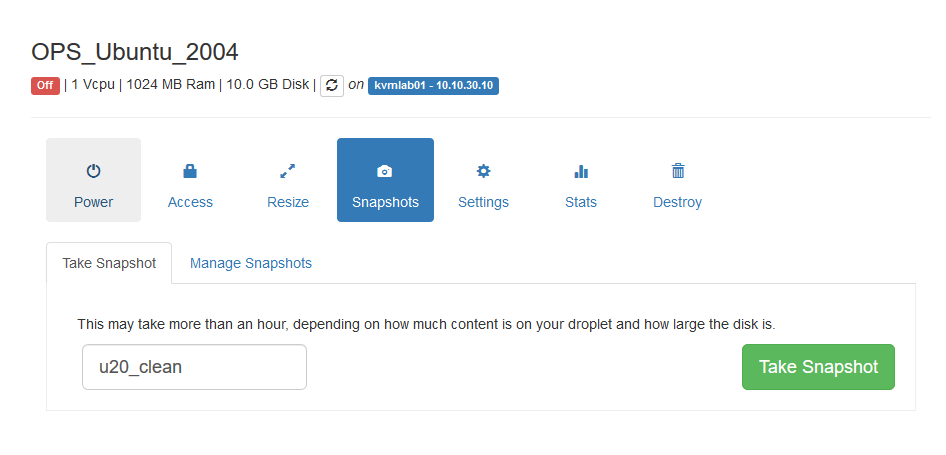 OPS_Ubuntu_2004
Off | 1 Vcpu | 1024 MB Ram | 10.0 GB Disk | on kvmlab01 - 10.10.30.10
Power Access Resize Snapshots Settings Stats Destroy
Take Snapshot Manage Snapshots
This may take more than an hour, depending on how much content is on your droplet and how large the disk is.
u20_clean Take Snapshot